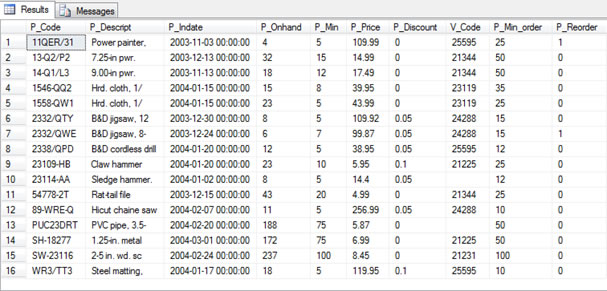 Results Messages
P_Code P_Descript P_Indate P_Onhand P_Min P_Price P_Discount V_Code P_Min_order P_Reorder
1 11QER/31 Power painter, 2003-11-03 00:00:00 4 5 109.99 0 25595 25 1
2 13-Q2/P2 7.25-in pwr. 2003-12-13 00:00:00 32 15 14.99 0 21344 50 0
3 14-Q1/L3 9.00-in pwr. 2003-11-13 00:00:00 18 12 17.49 0 21344 50 0
4 1546-QQ2 Hrd. cloth, 1/ 2004-01-15 00:00:00 15 8 39.95 0 23119 35 0
5 1558-QW1 Hrd. cloth, 1/ 2004-01-15 00:00:00 23 5 43.99 0 23119 25 0
6 2332/QTY B&D jigsaw, 12 2003-12-30 00:00:00 8 5 109.92 0.05 24288 15 0
7 2332/QWE B&D jigsaw, 8- 2003-12-24 00:00:00 6 7 99.87 0.05 24288 15 1
8 2338/QPD B&D cordless drill 2004-01-20 00:00:00 12 5 38.95 0.05 25595 12 0
9 23109-HB Claw hammer 2004-01-20 00:00:00 23 10 5.95 0.1 21225 25 0
10 23114-AA Sledge hammer. 2004-01-02 00:00:00 8 5 14.4 0.05 12 0
11 54778-2T Rat-tail file 2003-12-15 00:00:00 43 20 4.99 0 21344 25 0
12 89-WRE-Q Hicut chaine saw 2004-02-07 00:00:00 11 5 256.99 0.05 24288 10 0
13 PUC23DRT PVC pipe, 3.5- 2004-02-20 00:00:00 188 75 5.87 0 50 0
14 SH-18277 1.25-in. metal 2004-03-01 00:00:00 172 75 6.99 0 21225 50 0
15 SW-23116 2-5 in. wd. sc 2004-02-24 00:00:00 237 100 8.45 0 21231 100 0
16 WR3/TT3 Steel matting, 2004-01-17 00:00:00 18 5 119.95 0.1 25595 10 0